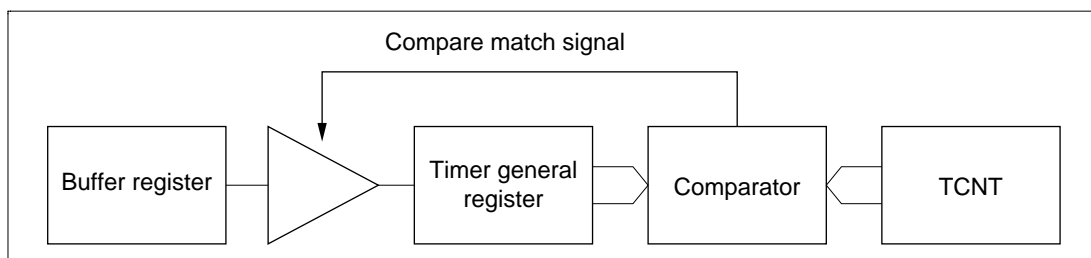 Compare match signal
Buffer register
Timer general
register
Comparator
TCNT